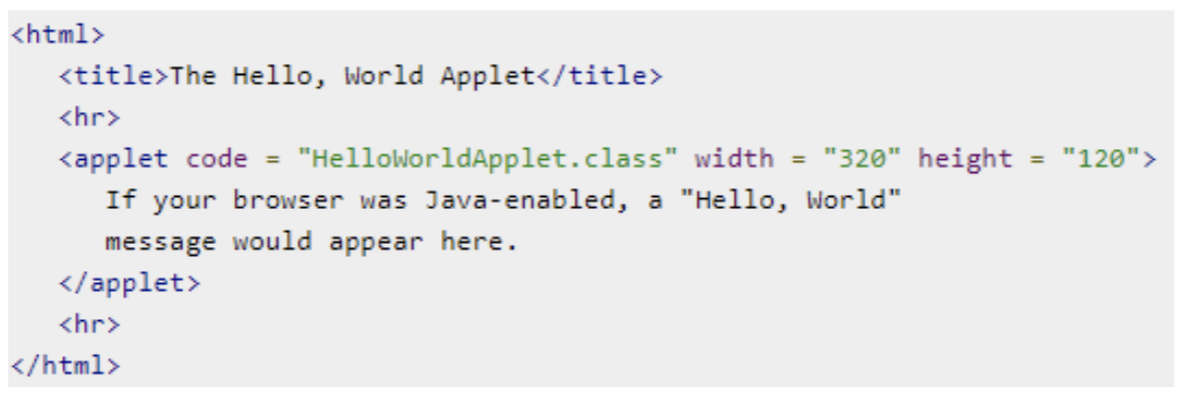 <html>
<title>The Hello, World Applet</title>
<hr>
<applet code = "HelloWorldApplet.class" width = "320" height = "120">
If your browser was Java-enabled, a "Hello, World"
message would appear here.
</applet>
<hr>
</html>